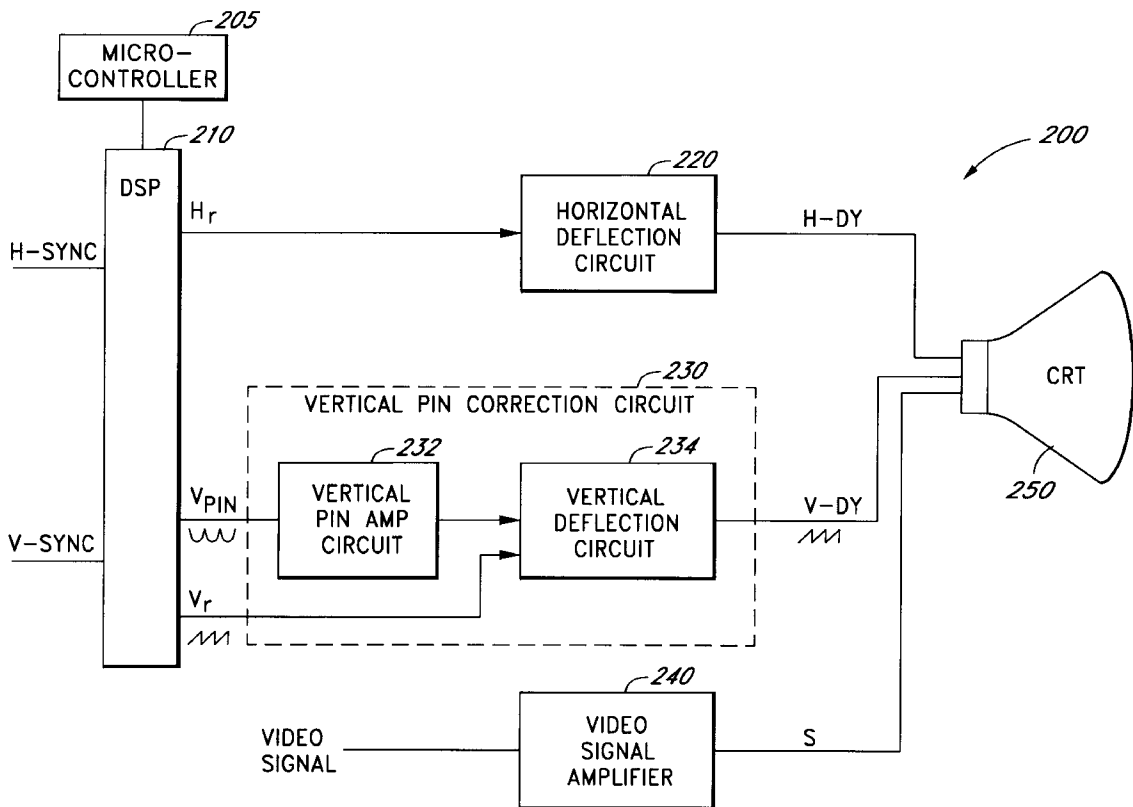 205
MICRO-
CONTROLLER
210
DSP
200
220
H-SYNC
Hr
HORIZONTAL
DEFLECTION
CIRCUIT
H-DY
CRT
250
230
VERTICAL PIN CORRECTION CIRCUIT
232
234
V-SYNC
VPIN
VERTICAL
PIN AMP
CIRCUIT
VERTICAL
DEFLECTION
CIRCUIT
V-DY
Vr
240
VIDEO
SIGNAL
VIDEO
SIGNAL
AMPLIFIER
S